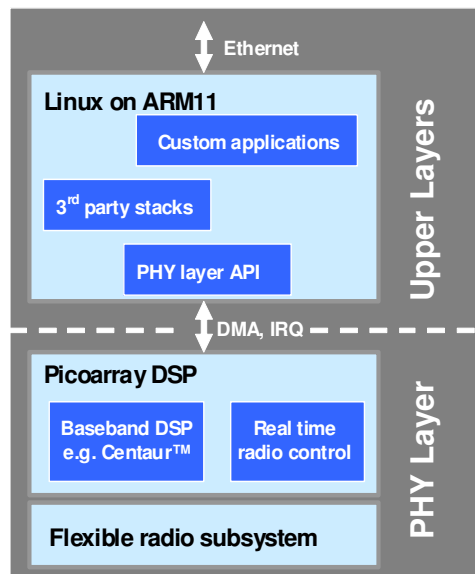 Ethernet
Linux on ARM11
Custom applications
3rd party stacks
PHY layer API
Upper Layers
DMA, IRQ
Picoarray DSP
Baseband DSP
e.g. Centaur™
Real time
radio control
Flexible radio subsystem
PHY Layer